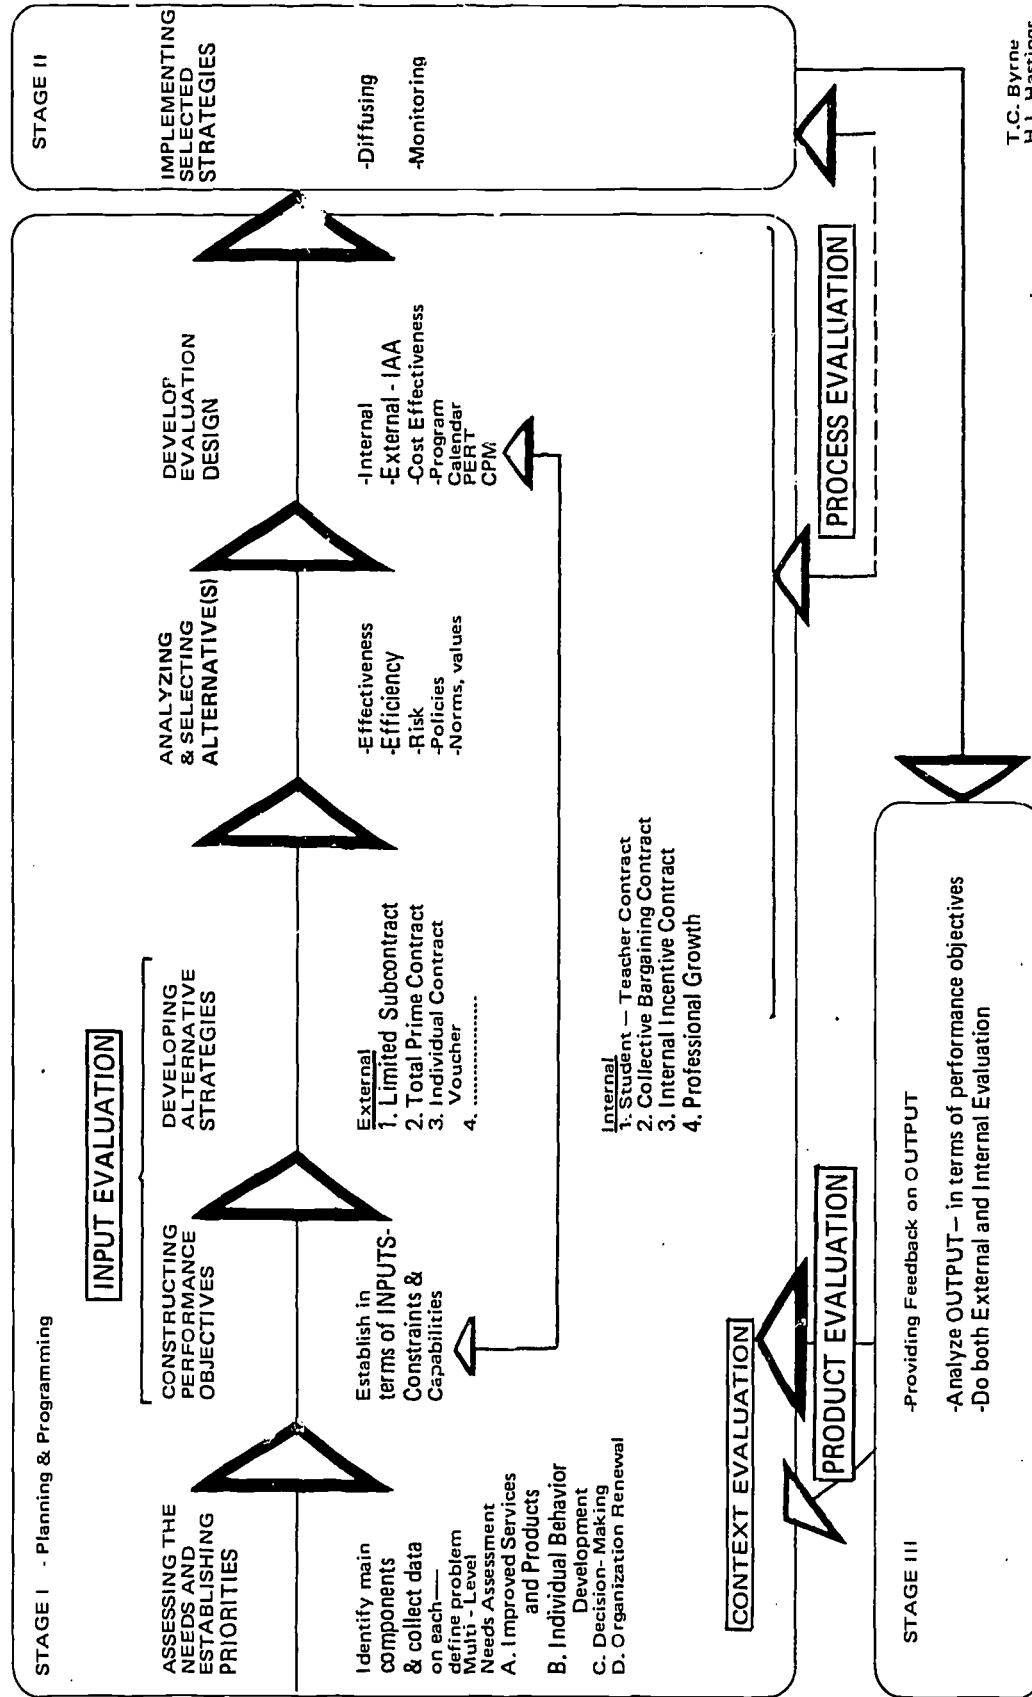 STAGE I - Planning & Programming
INPUT EVALUATION
ASSESSING THE
NEEDS AND
ESTABLISHING
PRIORITIES
CONSTRUCTING
PERFORMANCE
OBJECTIVES
DEVELOPING
ALTERNATIVE
STRATEGIES
ANALYZING
& SELECTING
ALTERNATIVE(S)
DEVELOP
EVALUATION
DESIGN
Identify main
components
& collect data
on each—
define problem
Multi - Level
Needs Assessment
A. Improved Services
and Products
B. Individual Behavior
Development
C. Decision- Making
D. Organization Renewal
Establish in
terms of INPUTS-
Constraints &
Capabilities
External
1. Limited Subcontract
2. Total Prime Contract
3. Individual Contract
Voucher
4. ................
Internal
1. Student — Teacher Contract
2. Collective Bargaining Contract
3. Internal Incentive Contract
4. Professional Growth
-Effectiveness
-Efficiency
-Risk
-Policies
-Norms, values
-Internal
-External - IAA
-Cost Effectiveness
-Program
Calendar
PERT
CPM
STAGE II
IMPLEMENTING
SELECTED
STRATEGIES
-Diffusing
-Monitoring
CONTEXT EVALUATION
PRODUCT EVALUATION
PROCESS EVALUATION
STAGE III
-Providing Feedback on OUTPUT
-Analyze OUTPUT— in terms of performance objectives
-Do both External and Internal Evaluation
T.C. Byrne
H.L. Hastings